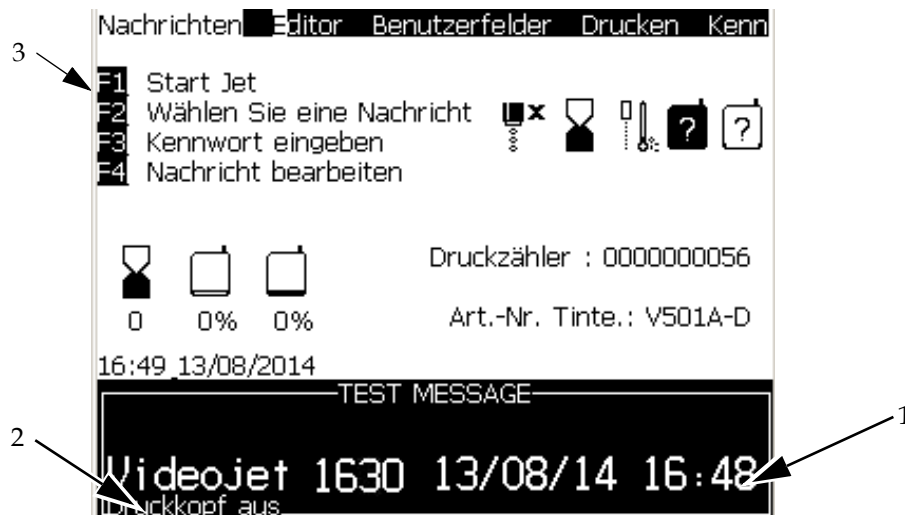 Nachrichten Editor Benutzerfelder Drucken Kenn
3
F1 Start Jet
F2 Wählen Sie eine Nachricht
F3 Kennwort eingeben
F4 Nachricht bearbeiten
? ?
Druckzähler : 0000000056
0 0% 0%
Art.-Nr. Tinte.: V501A-D
16:49 13/08/2014
TEST MESSAGE
1
2
Videojet 1630 13/08/14 16:48
Druckkopf aus